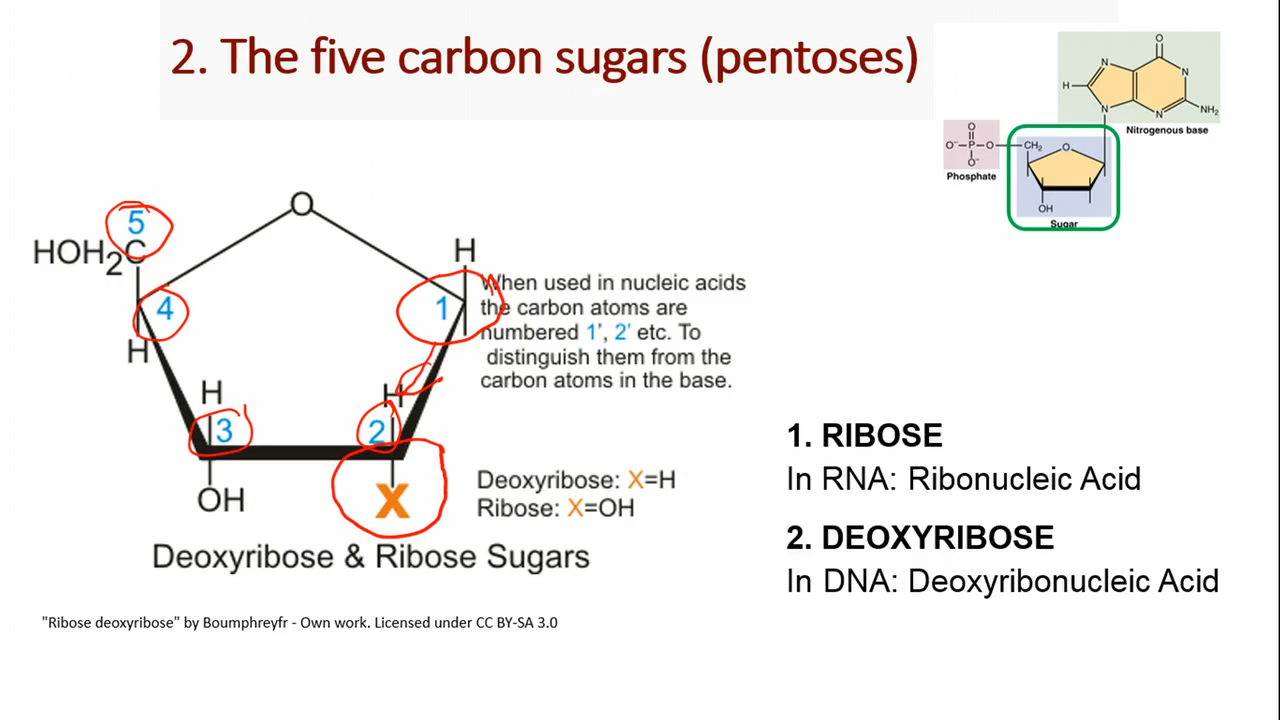 2. The five carbon sugars (pentoses)
O
N
N
H
N
N
NH₂
Nitrogenous base
O
O⁻ P O
O⁻
Phosphate
CH₂
O
OH
Sugar
O
5
HOH₂C
H
4
1
H
H
H
3
2
OH
X
When used in nucleic acids
the carbon atoms are
numbered 1', 2' etc. To
distinguish them from the
carbon atoms in the base.
Deoxyribose: X=H
Ribose: X=OH
Deoxyribose & Ribose Sugars
1. RIBOSE
In RNA: Ribonucleic Acid
2. DEOXYRIBOSE
In DNA: Deoxyribonucleic Acid
"Ribose deoxyribose" by Boumphreyfr - Own work. Licensed under CC BY-SA 3.0